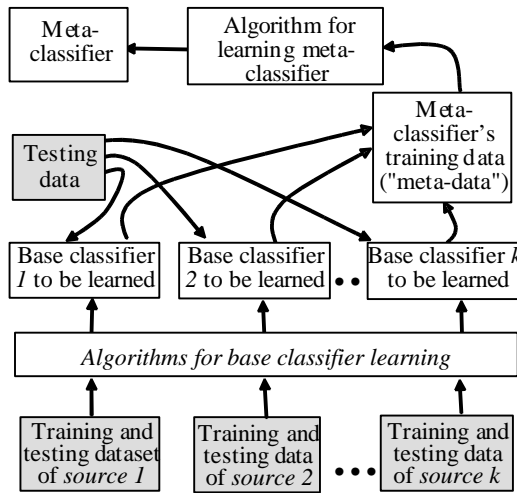 Meta-
classifier
Algorithm for
learning meta-
classifier
Meta-
classifier's
training data
("meta-data")
Testing
data
Base classifier
1 to be learned
Base classifier
2 to be learned
Base classifier k
to be learned
Algorithms for base classifier learning
Training and
testing dataset
of source 1
Training and
testing data
of source 2
Training and
testing data
of source k